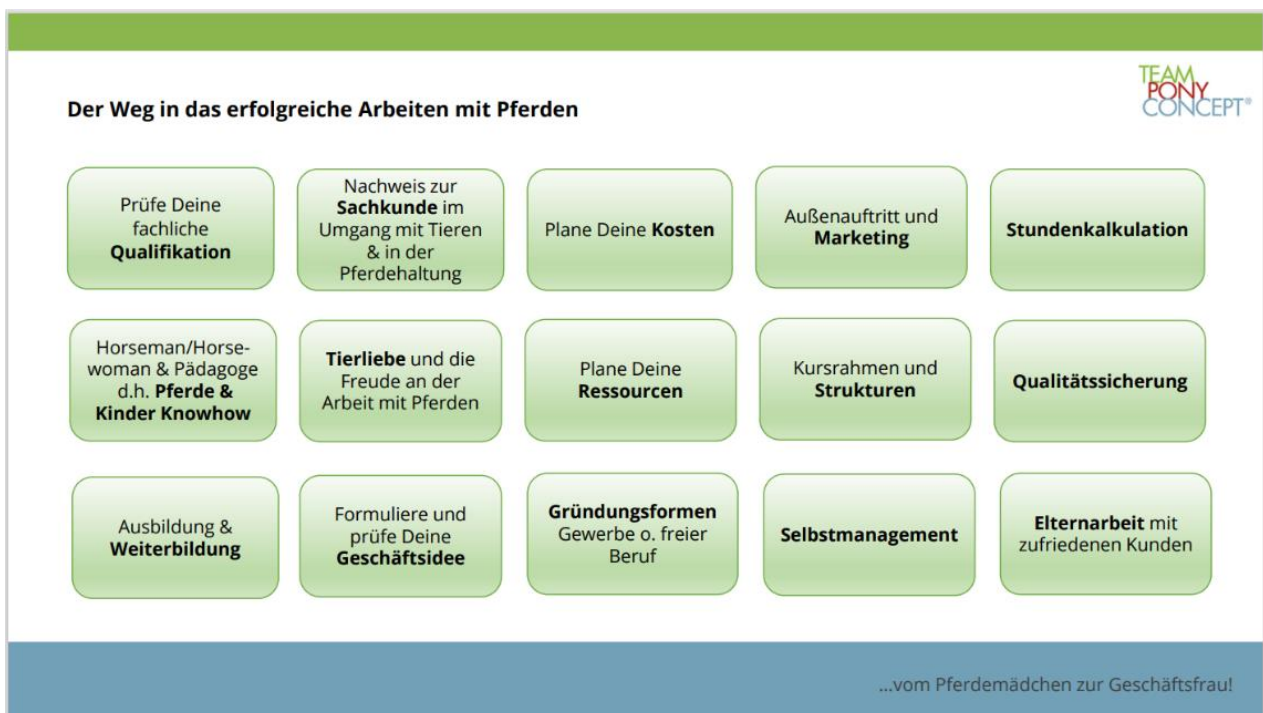 TEAM
PONY
CONCEPT®
Der Weg in das erfolgreiche Arbeiten mit Pferden
Prüfe Deine
fachliche
Qualifikation
Nachweis zur
Sachkunde im
Umgang mit Tieren
& in der
Pferdehaltung
Plane Deine Kosten
Außenauftritt und
Marketing
Stundenkalkulation
Horseman/Horse-
woman & Pädagoge
d.h. Pferde &
Kinder Knowhow
Tierliebe und die
Freude an der
Arbeit mit Pferden
Plane Deine
Ressourcen
Kursrahmen und
Strukturen
Qualitätssicherung
Ausbildung &
Weiterbildung
Formuliere und
prüfe Deine
Geschäftsidee
Gründungsformen
Gewerbe o. freier
Beruf
Selbstmanagement
Elternarbeit mit
zufriedenen Kunden
...vom Pferdemädchen zur Geschäftsfrau!